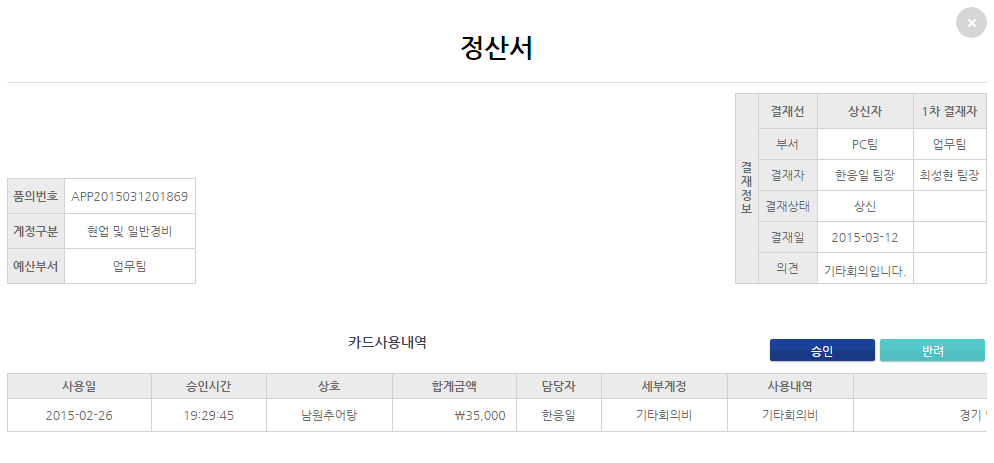 ×
정산서
결재정보
결재선 상신자 1차 결재자
부서 PC팀 업무팀
결재자 한응일 팀장 최성현 팀장
결재상태 상신
결재일 2015-03-12
의견 기타회의입니다.
품의번호 APP2015031201869
계정구분 현업 및 일반경비
예산부서 업무팀
카드사용내역
승인 반려
사용일 승인시간 상호 합계금액 담당자 세부계정 사용내역
2015-02-26 19:29:45 남원추어탕 ₩35,000 한응일 기타회의비 기타회의비 경기